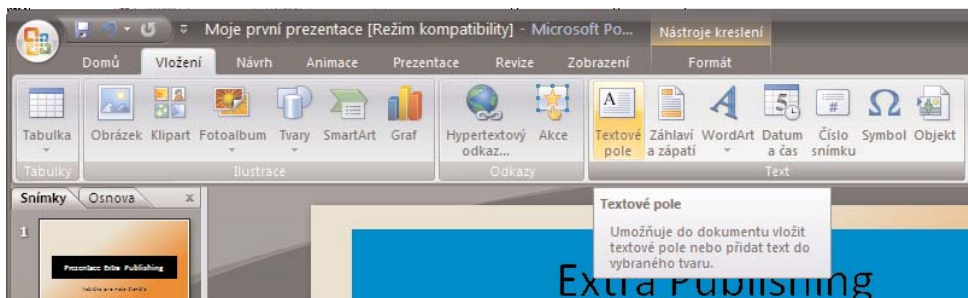 Moje první prezentace [Režim kompatibility] - Microsoft Po...
Nástroje kreslení
Domů Vložení Návrh Animace Prezentace Revize Zobrazení Formát
Tabulka Obrázek Klipart Fotoalbum Tvary SmartArt Graf Hypertextový odkaz... Akce Textové pole Záhlaví a zápatí WordArt Datum a čas Číslo snímku Symbol Objekt
Tabulky Ilustrace Odkazy Text
Snímky Osnova x
Textové pole
Umožňuje do dokumentu vložit
textové pole nebo přidat text do
vybraného tvaru.
1
Prezentace Extra Publishing
Extra Publishing